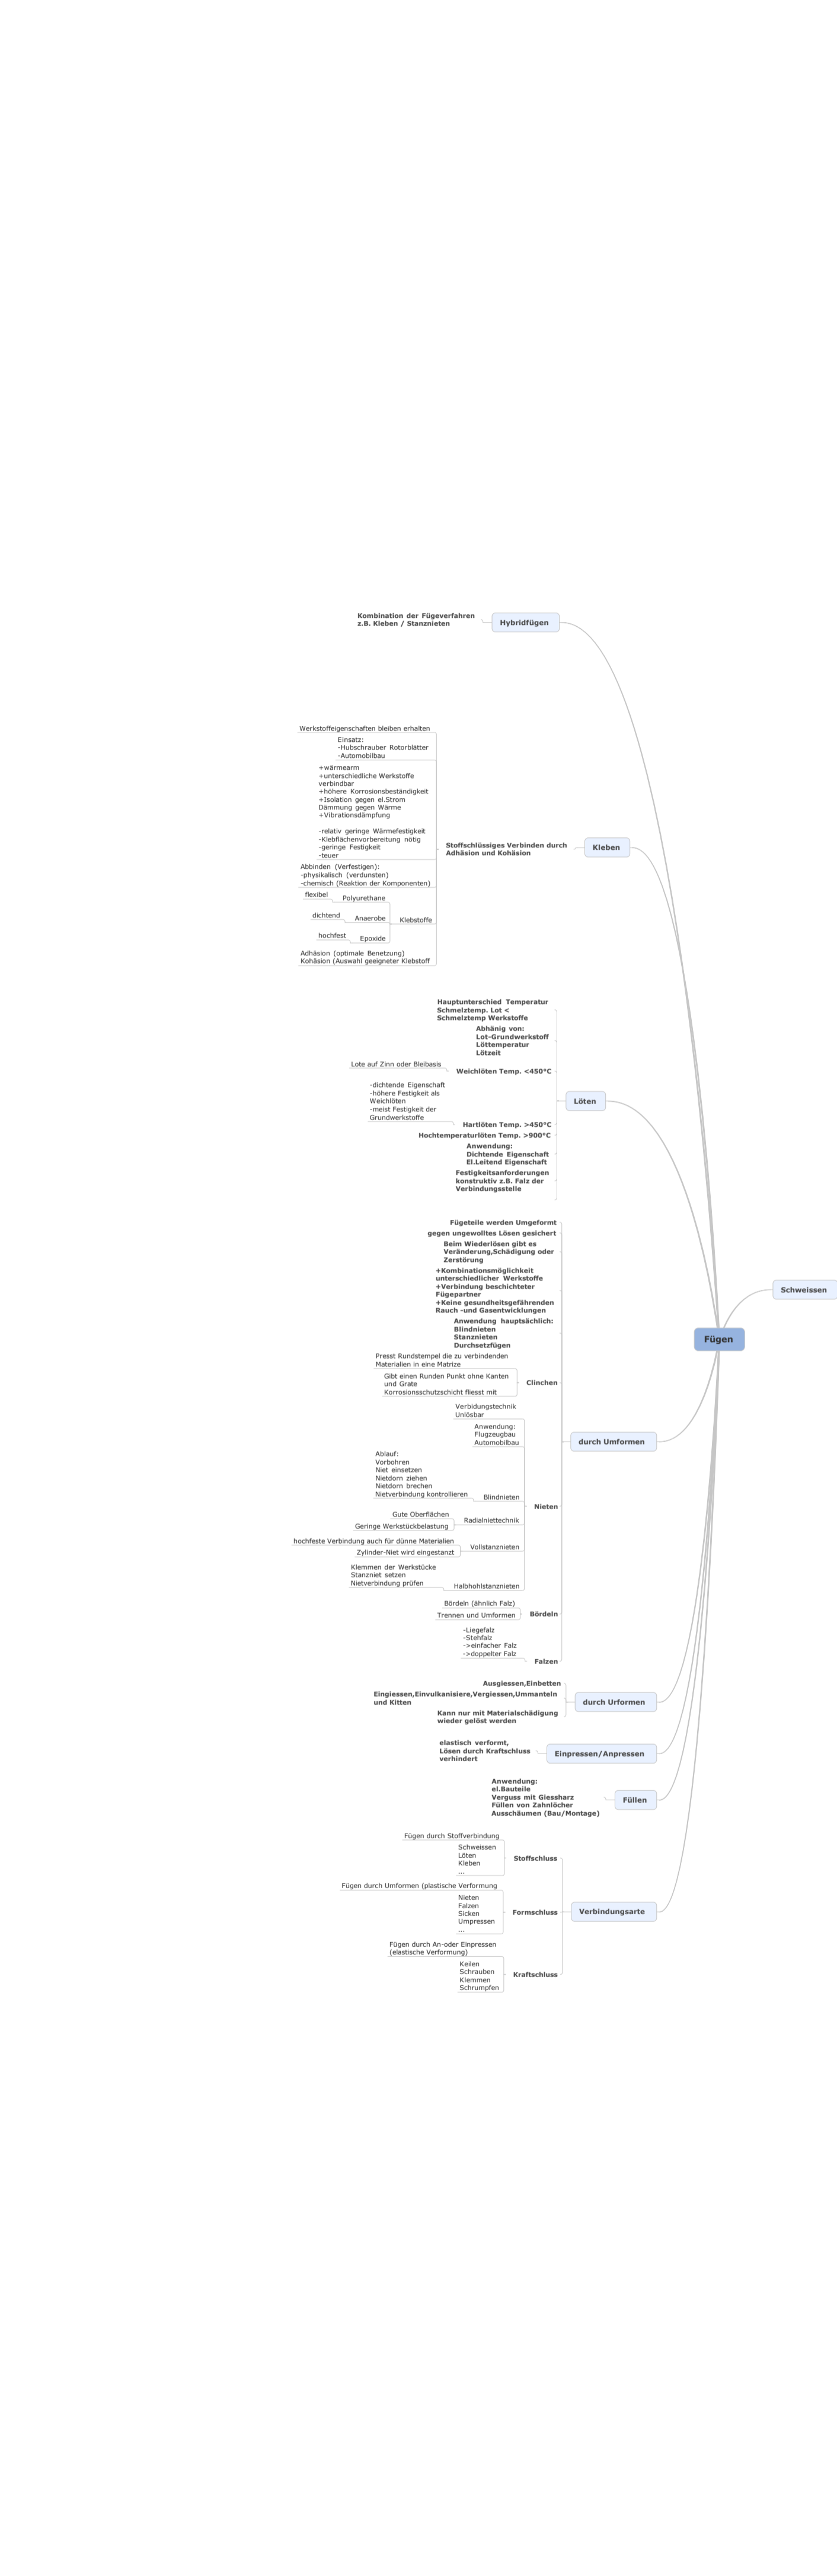 Kombination der Fügeverfahren
z.B. Kleben / Stanznieten
Hybridfügen
Werkstoffeigenschaften bleiben erhalten
Einsatz:
-Hubschrauber Rotorblätter
-Automobilbau
+wärmearm
+unterschiedliche Werkstoffe
verbindbar
+höhere Korrosionsbeständigkeit
+Isolation gegen el.Strom
Dämmung gegen Wärme
+Vibrationsdämpfung
-relativ geringe Wärmefestigkeit
-Klebflächenvorbereitung nötig
-geringe Festigkeit
-teuer
Stoffschlüssiges Verbinden durch
Adhäsion und Kohäsion
Kleben
Abbinden (Verfestigen):
-physikalisch (verdunsten)
-chemisch (Reaktion der Komponenten)
flexibel
Polyurethane
dichtend
Anaerobe
Klebstoffe
hochfest
Epoxide
Adhäsion (optimale Benetzung)
Kohäsion (Auswahl geeigneter Klebstoff
Hauptunterschied Temperatur
Schmelztemp. Lot <
Schmelztemp Werkstoffe
Abhänig von:
Lot-Grundwerkstoff
Löttemperatur
Lötzeit
Lote auf Zinn oder Bleibasis
Weichlöten Temp. <450°C
-dichtende Eigenschaft
-höhere Festigkeit als
Weichlöten
-meist Festigkeit der
Grundwerkstoffe
Hartlöten Temp. >450°C
Löten
Hochtemperaturlöten Temp. >900°C
Anwendung:
Dichtende Eigenschaft
El.Leitend Eigenschaft
Festigkeitsanforderungen
konstruktiv z.B. Falz der
Verbindungsstelle
Fügeteile werden Umgeformt
gegen ungewolltes Lösen gesichert
Beim Wiederlösen gibt es
Veränderung,Schädigung oder
Zerstörung
+Kombinationsmöglichkeit
unterschiedlicher Werkstoffe
+Verbindung beschichteter
Fügepartner
+Keine gesundheitsgefährenden
Rauch -und Gasentwicklungen
Schweissen
Fügen
Anwendung hauptsächlich:
Blindnieten
Stanznieten
Durchsetzfügen
Presst Rundstempel die zu verbindenden
Materialien in eine Matrize
Gibt einen Runden Punkt ohne Kanten
und Grate
Korrosionsschutzschicht fliesst mit
Clinchen
Verbidungstechnik
Unlösbar
Anwendung:
Flugzeugbau
Automobilbau
durch Umformen
Ablauf:
Vorbohren
Niet einsetzen
Nietdorn ziehen
Nietdorn brechen
Nietverbindung kontrollieren
Blindnieten
Nieten
Gute Oberflächen
Geringe Werkstückbelastung
Radialniettechnik
hochfeste Verbindung auch für dünne Materialien
Zylinder-Niet wird eingestanzt
Vollstanznieten
Klemmen der Werkstücke
Stanzniet setzen
Nietverbindung prüfen
Halbhohlstanznieten
Bördeln (ähnlich Falz)
Trennen und Umformen
Bördeln
-Liegefalz
-Stehfalz
->einfacher Falz
->doppelter Falz
Falzen
Ausgiessen,Einbetten
Eingiessen,Einvulkanisiere,Vergiessen,Ummanteln
und Kitten
Kann nur mit Materialschädigung
wieder gelöst werden
durch Urformen
elastisch verformt,
Lösen durch Kraftschluss
verhindert
Einpressen/Anpressen
Anwendung:
el.Bauteile
Verguss mit Giessharz
Füllen von Zahnlöcher
Ausschäumen (Bau/Montage)
Füllen
Fügen durch Stoffverbindung
Schweissen
Löten
Kleben
...
Stoffschluss
Fügen durch Umformen (plastische Verformung
Nieten
Falzen
Sicken
Umpressen
...
Formschluss
Verbindungsarte
Fügen durch An-oder Einpressen
(elastische Verformung)
Keilen
Schrauben
Klemmen
Schrumpfen
Kraftschluss